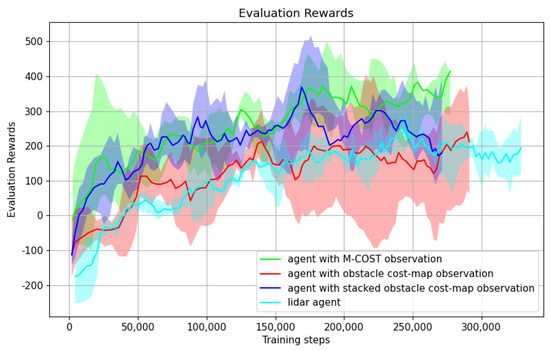 Evaluation Rewards
Evaluation Rewards
500
400
300
200
100
0
-100
-200
agent with M-COST observation
agent with obstacle cost-map observation
agent with stacked obstacle cost-map observation
lidar agent
0
50,000
100,000
150,000
200,000
250,000
300,000
Training steps